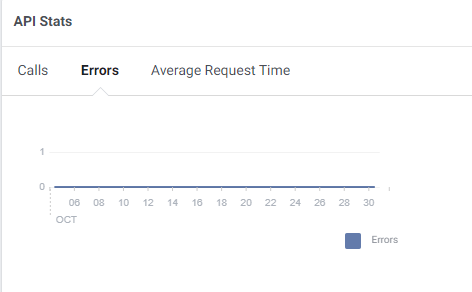 API Stats
Calls Errors Average Request Time
1
0
06 08 10 12 14 16 18 20 22 24 26 28 30
OCT
Errors